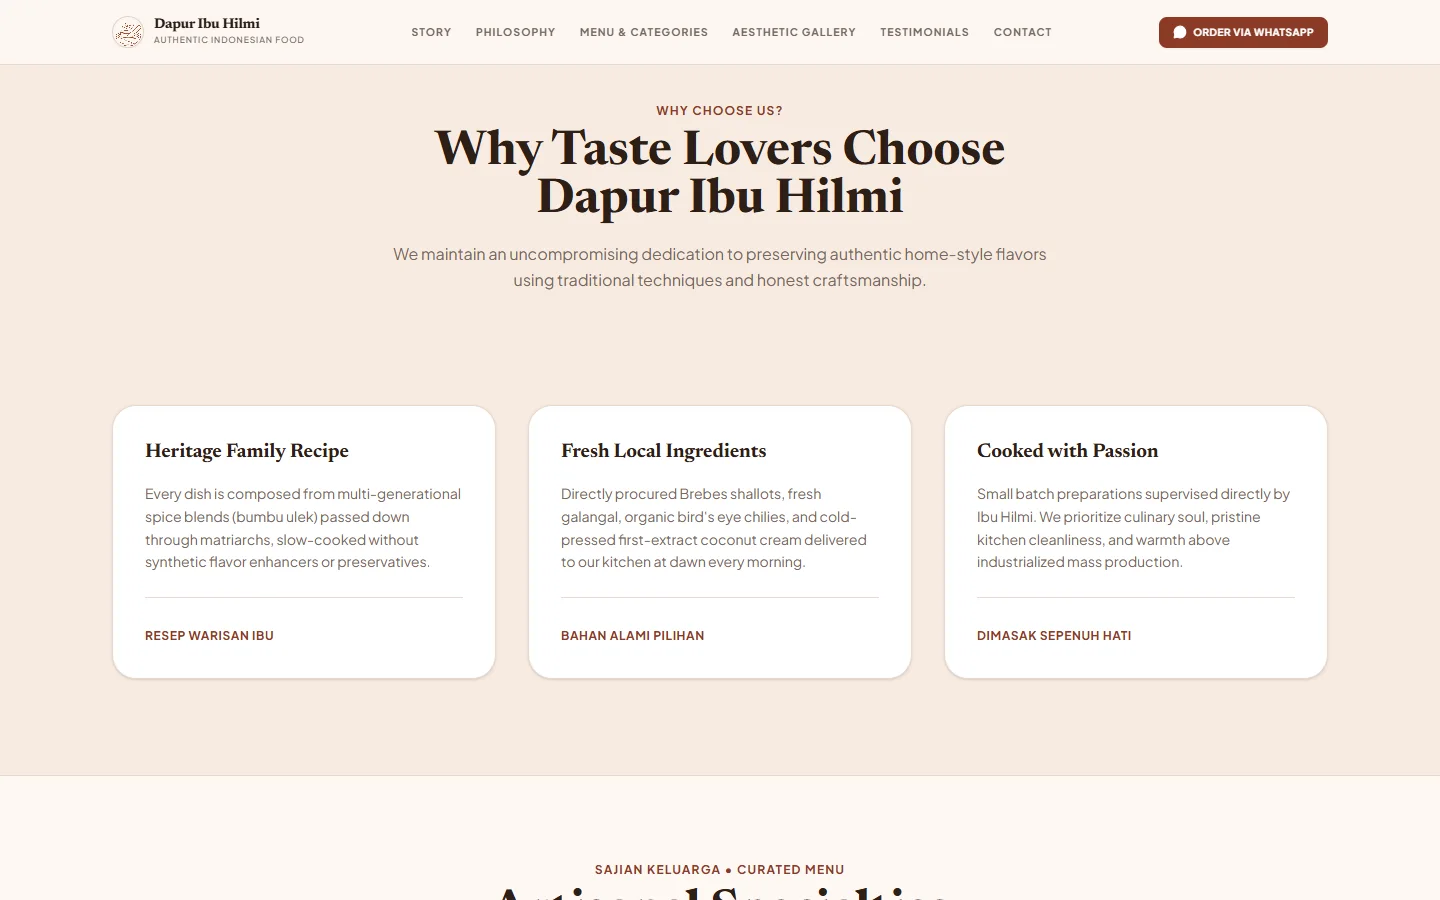 Dapur Ibu Hilmi
AUTHENTIC INDONESIAN FOOD
STORY
PHILOSOPHY
MENU & CATEGORIES
AESTHETIC GALLERY
TESTIMONIALS
CONTACT
ORDER VIA WHATSAPP
WHY CHOOSE US?
Why Taste Lovers Choose
Dapur Ibu Hilmi
We maintain an uncompromising dedication to preserving authentic home-style flavors
using traditional techniques and honest craftsmanship.
Heritage Family Recipe
Every dish is composed from multi-generational
spice blends (bumbu ulek) passed down
through matriarchs, slow-cooked without
synthetic flavor enhancers or preservatives.
RESEP WARISAN IBU
Fresh Local Ingredients
Directly procured Brebes shallots, fresh
galangal, organic bird's eye chilies, and cold-
pressed first-extract coconut cream delivered
to our kitchen at dawn every morning.
BAHAN ALAMI PILIHAN
Cooked with Passion
Small batch preparations supervised directly by
Ibu Hilmi. We prioritize culinary soul, pristine
kitchen cleanliness, and warmth above
industrialized mass production.
DIMASAK SEPENUH HATI
SAJIAN KELUARGA • CURATED MENU
Artisanal Specialties